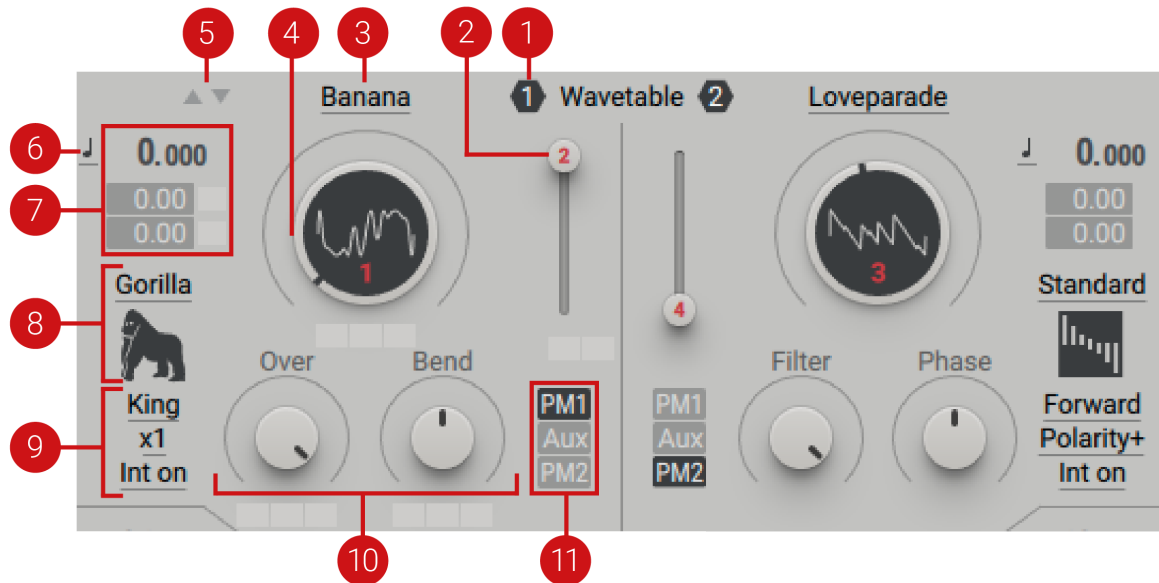 5 4 3 2 1
Banana 1 Wavetable 2 Loveparade
6 0.000 2 0.000
7 0.00 0.00
0.00 0.00
1 3
Gorilla Standard
8 4
Over Bend Filter Phase
King PM1 PM1 Forward
9 x1 Aux Aux Polarity+
Int on PM2 PM2 Int on
10 11